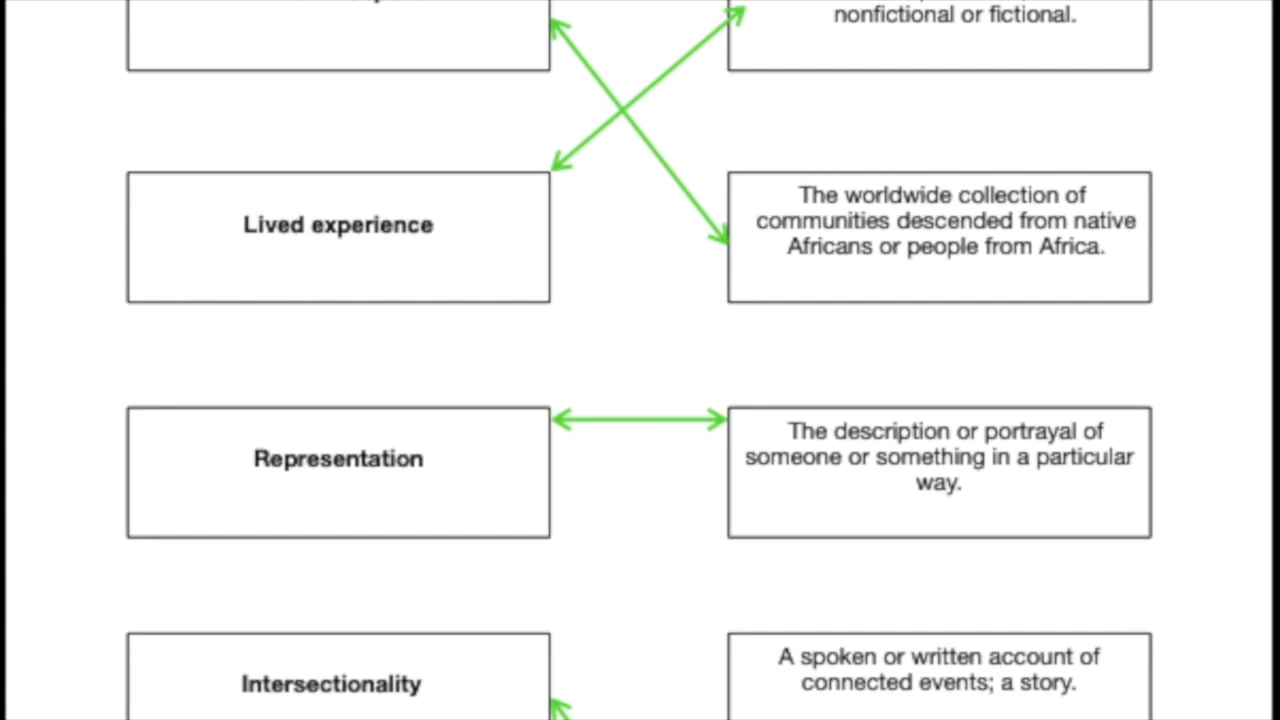 nonfictional or fictional.
Lived experience
The worldwide collection of
communities descended from native
Africans or people from Africa.
Representation
The description or portrayal of
someone or something in a particular
way.
Intersectionality
A spoken or written account of
connected events; a story.